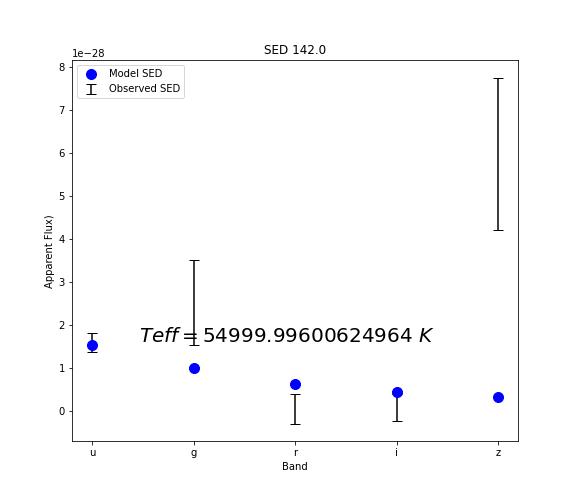 SED 142.0
1e−28
Model SED
Observed SED
8
7
6
5
4
3
2
1
0
Apparent Flux)
Teff = 54999.99600624964 K
u g r i z
Band